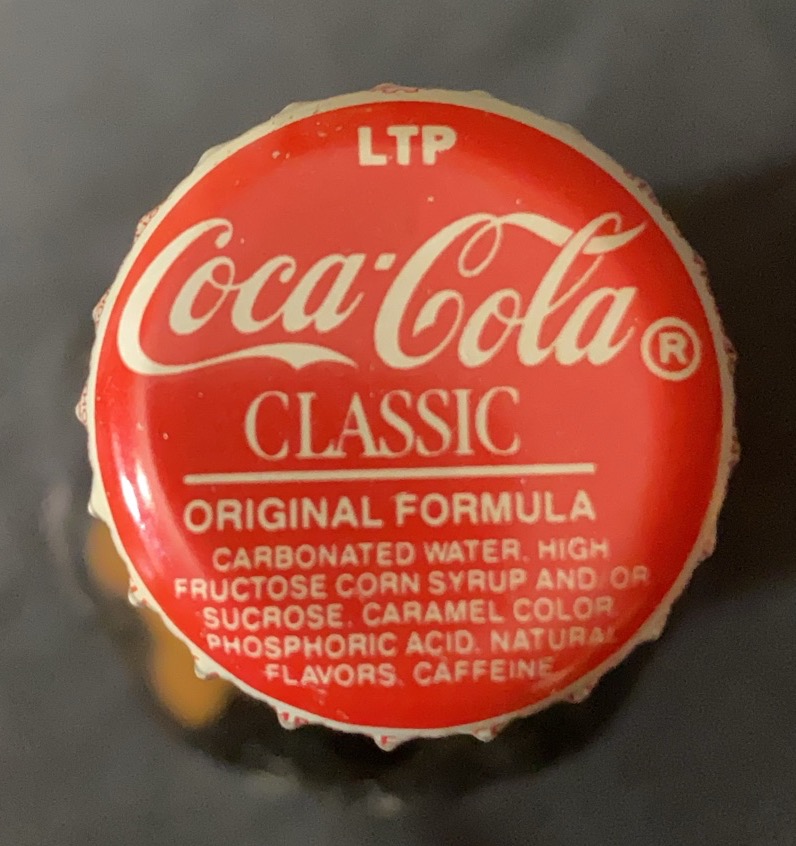 LTP
Coca-Cola ®
CLASSIC
ORIGINAL FORMULA
CARBONATED WATER, HIGH
FRUCTOSE CORN SYRUP AND/OR
SUCROSE, CARAMEL COLOR,
PHOSPHORIC ACID, NATURAL
FLAVORS, CAFFEINE